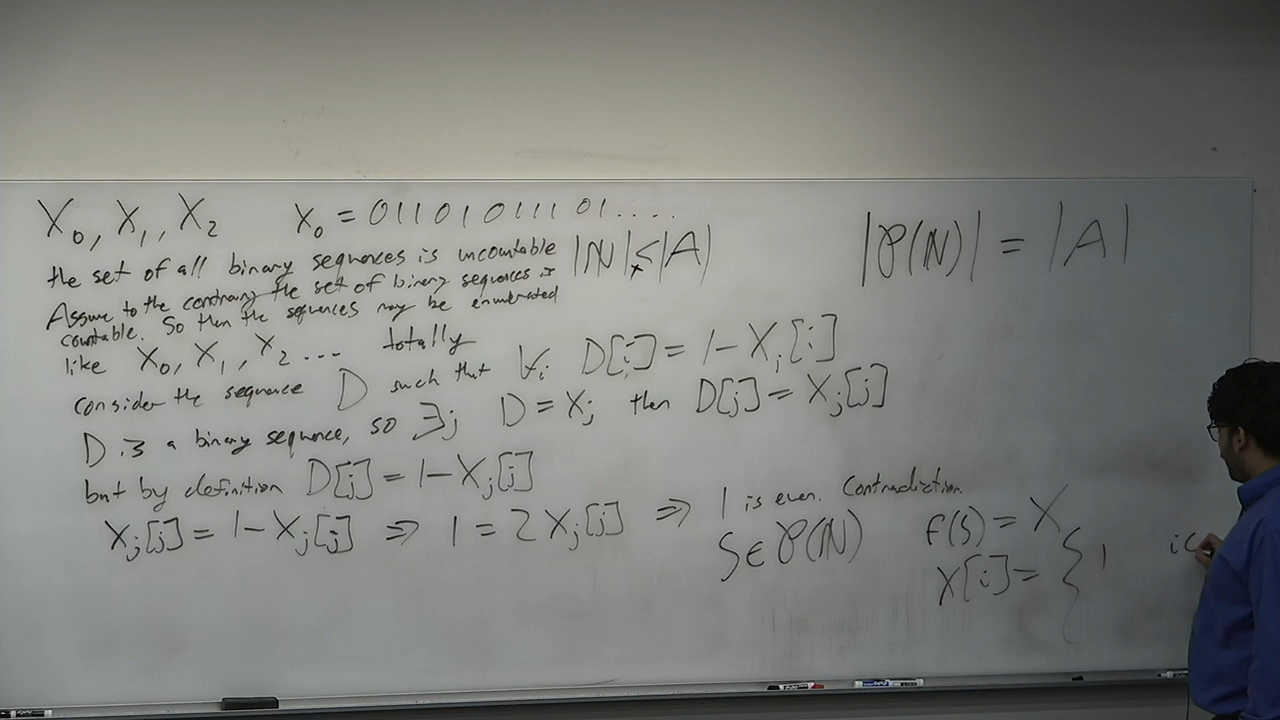 X₀, X₁, X₂ X₀ = 011010111101....
|P(N)| = |A|
the set of all binary sequences is uncountable |N| < |A|
Assume to the contrary the set of binary sequences is
countable. So then the sequences may be enumerated
like X₀, X₁, X₂ ... totally
consider the sequence D such that ∀i D[i] = 1 - Xᵢ[i]
D is a binary sequence, so ∃j D = Xⱼ then D[j] = Xⱼ[j]
but by definition D[j] = 1 - Xⱼ[j]
Xⱼ[j] = 1 - Xⱼ[j] ⇒ 1 = 2Xⱼ[j] ⇒ 1 is even. Contradiction.
S ∈ P(N) f(S) = X
X[i] = { 1 i